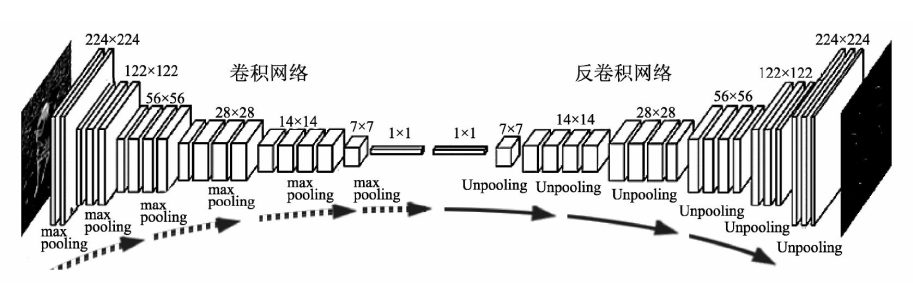 224×224
122×122
卷积网络
56×56
28×28
14×14
7×7
1×1
max
pooling
max
pooling
max
pooling
max
pooling
max
pooling
max
pooling
反卷积网络
1×1
7×7
14×14
28×28
56×56
122×122
224×224
Unpooling
Unpooling
Unpooling
Unpooling
Unpooling
Unpooling